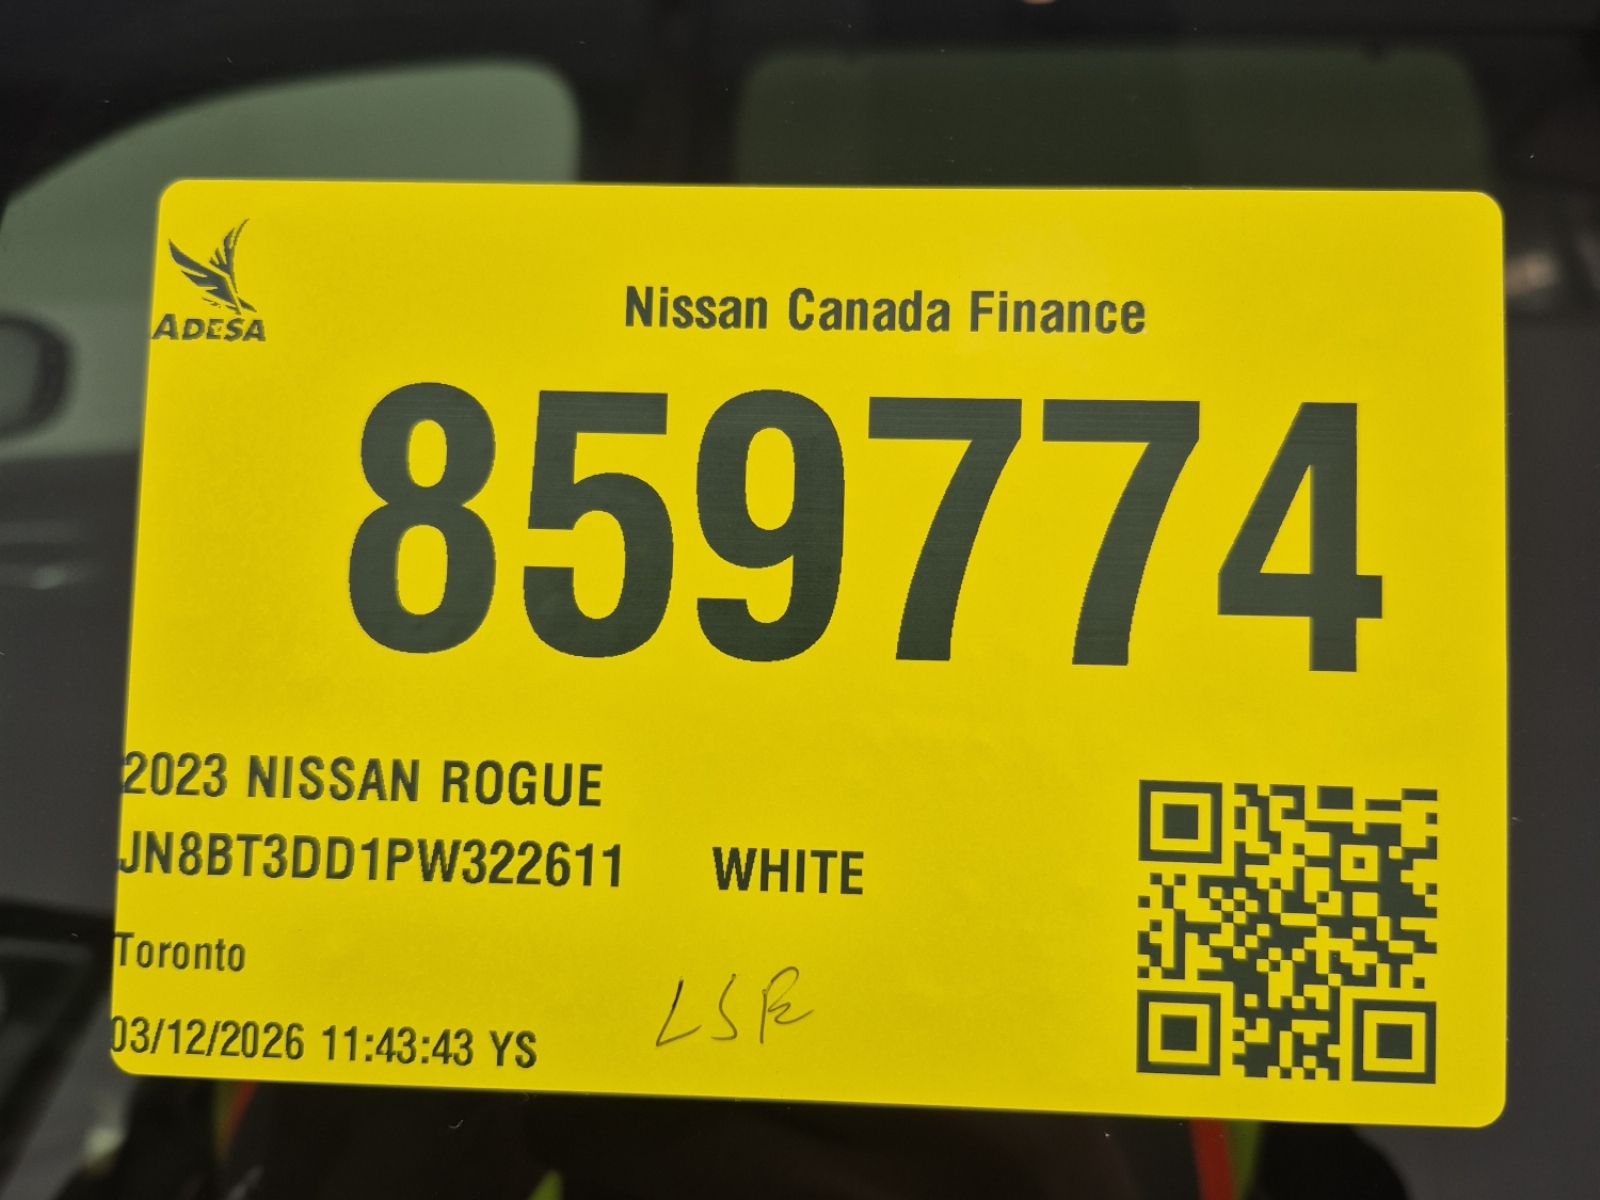 ADESA
Nissan Canada Finance
859774
2023 NISSAN ROGUE
JN8BT3DD1PW322611 WHITE
Toronto
03/12/2026 11:43:43 YS